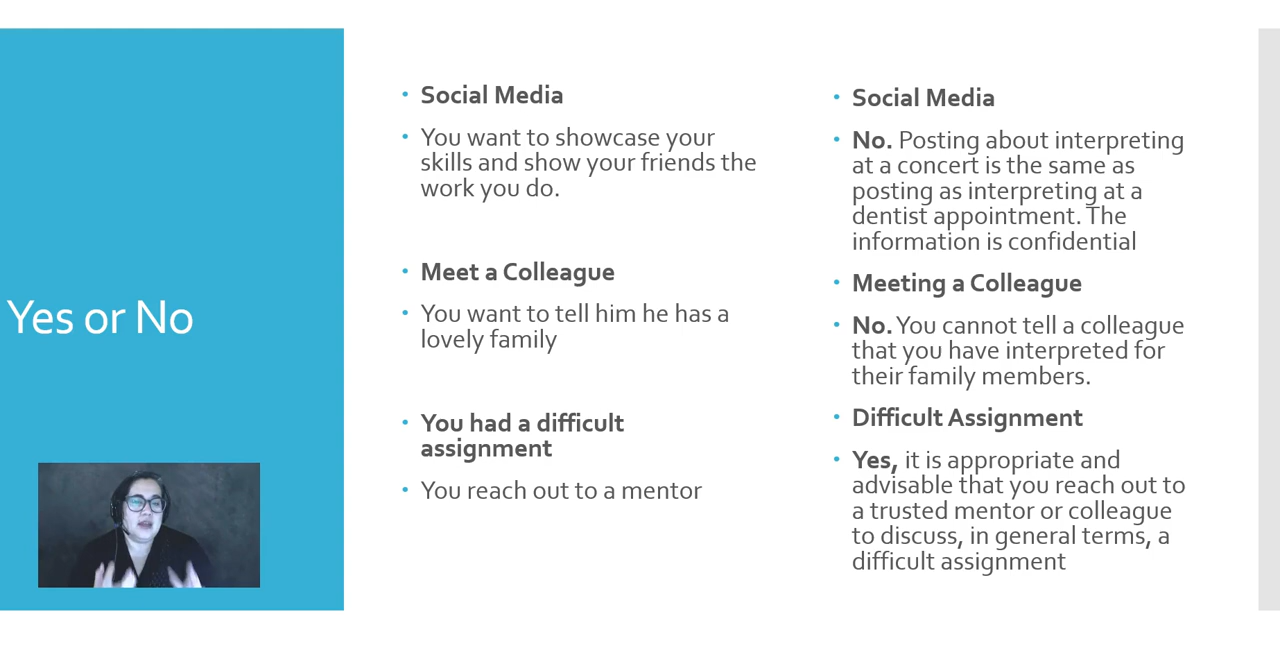 Yes or No
Social Media
You want to showcase your
skills and show your friends the
work you do.
Meet a Colleague
You want to tell him he has a
lovely family
You had a difficult
assignment
You reach out to a mentor
Social Media
No. Posting about interpreting
at a concert is the same as
posting as interpreting at a
dentist appointment. The
information is confidential
Meeting a Colleague
No. You cannot tell a colleague
that you have interpreted for
their family members.
Difficult Assignment
Yes, it is appropriate and
advisable that you reach out to
a trusted mentor or colleague
to discuss, in general terms, a
difficult assignment